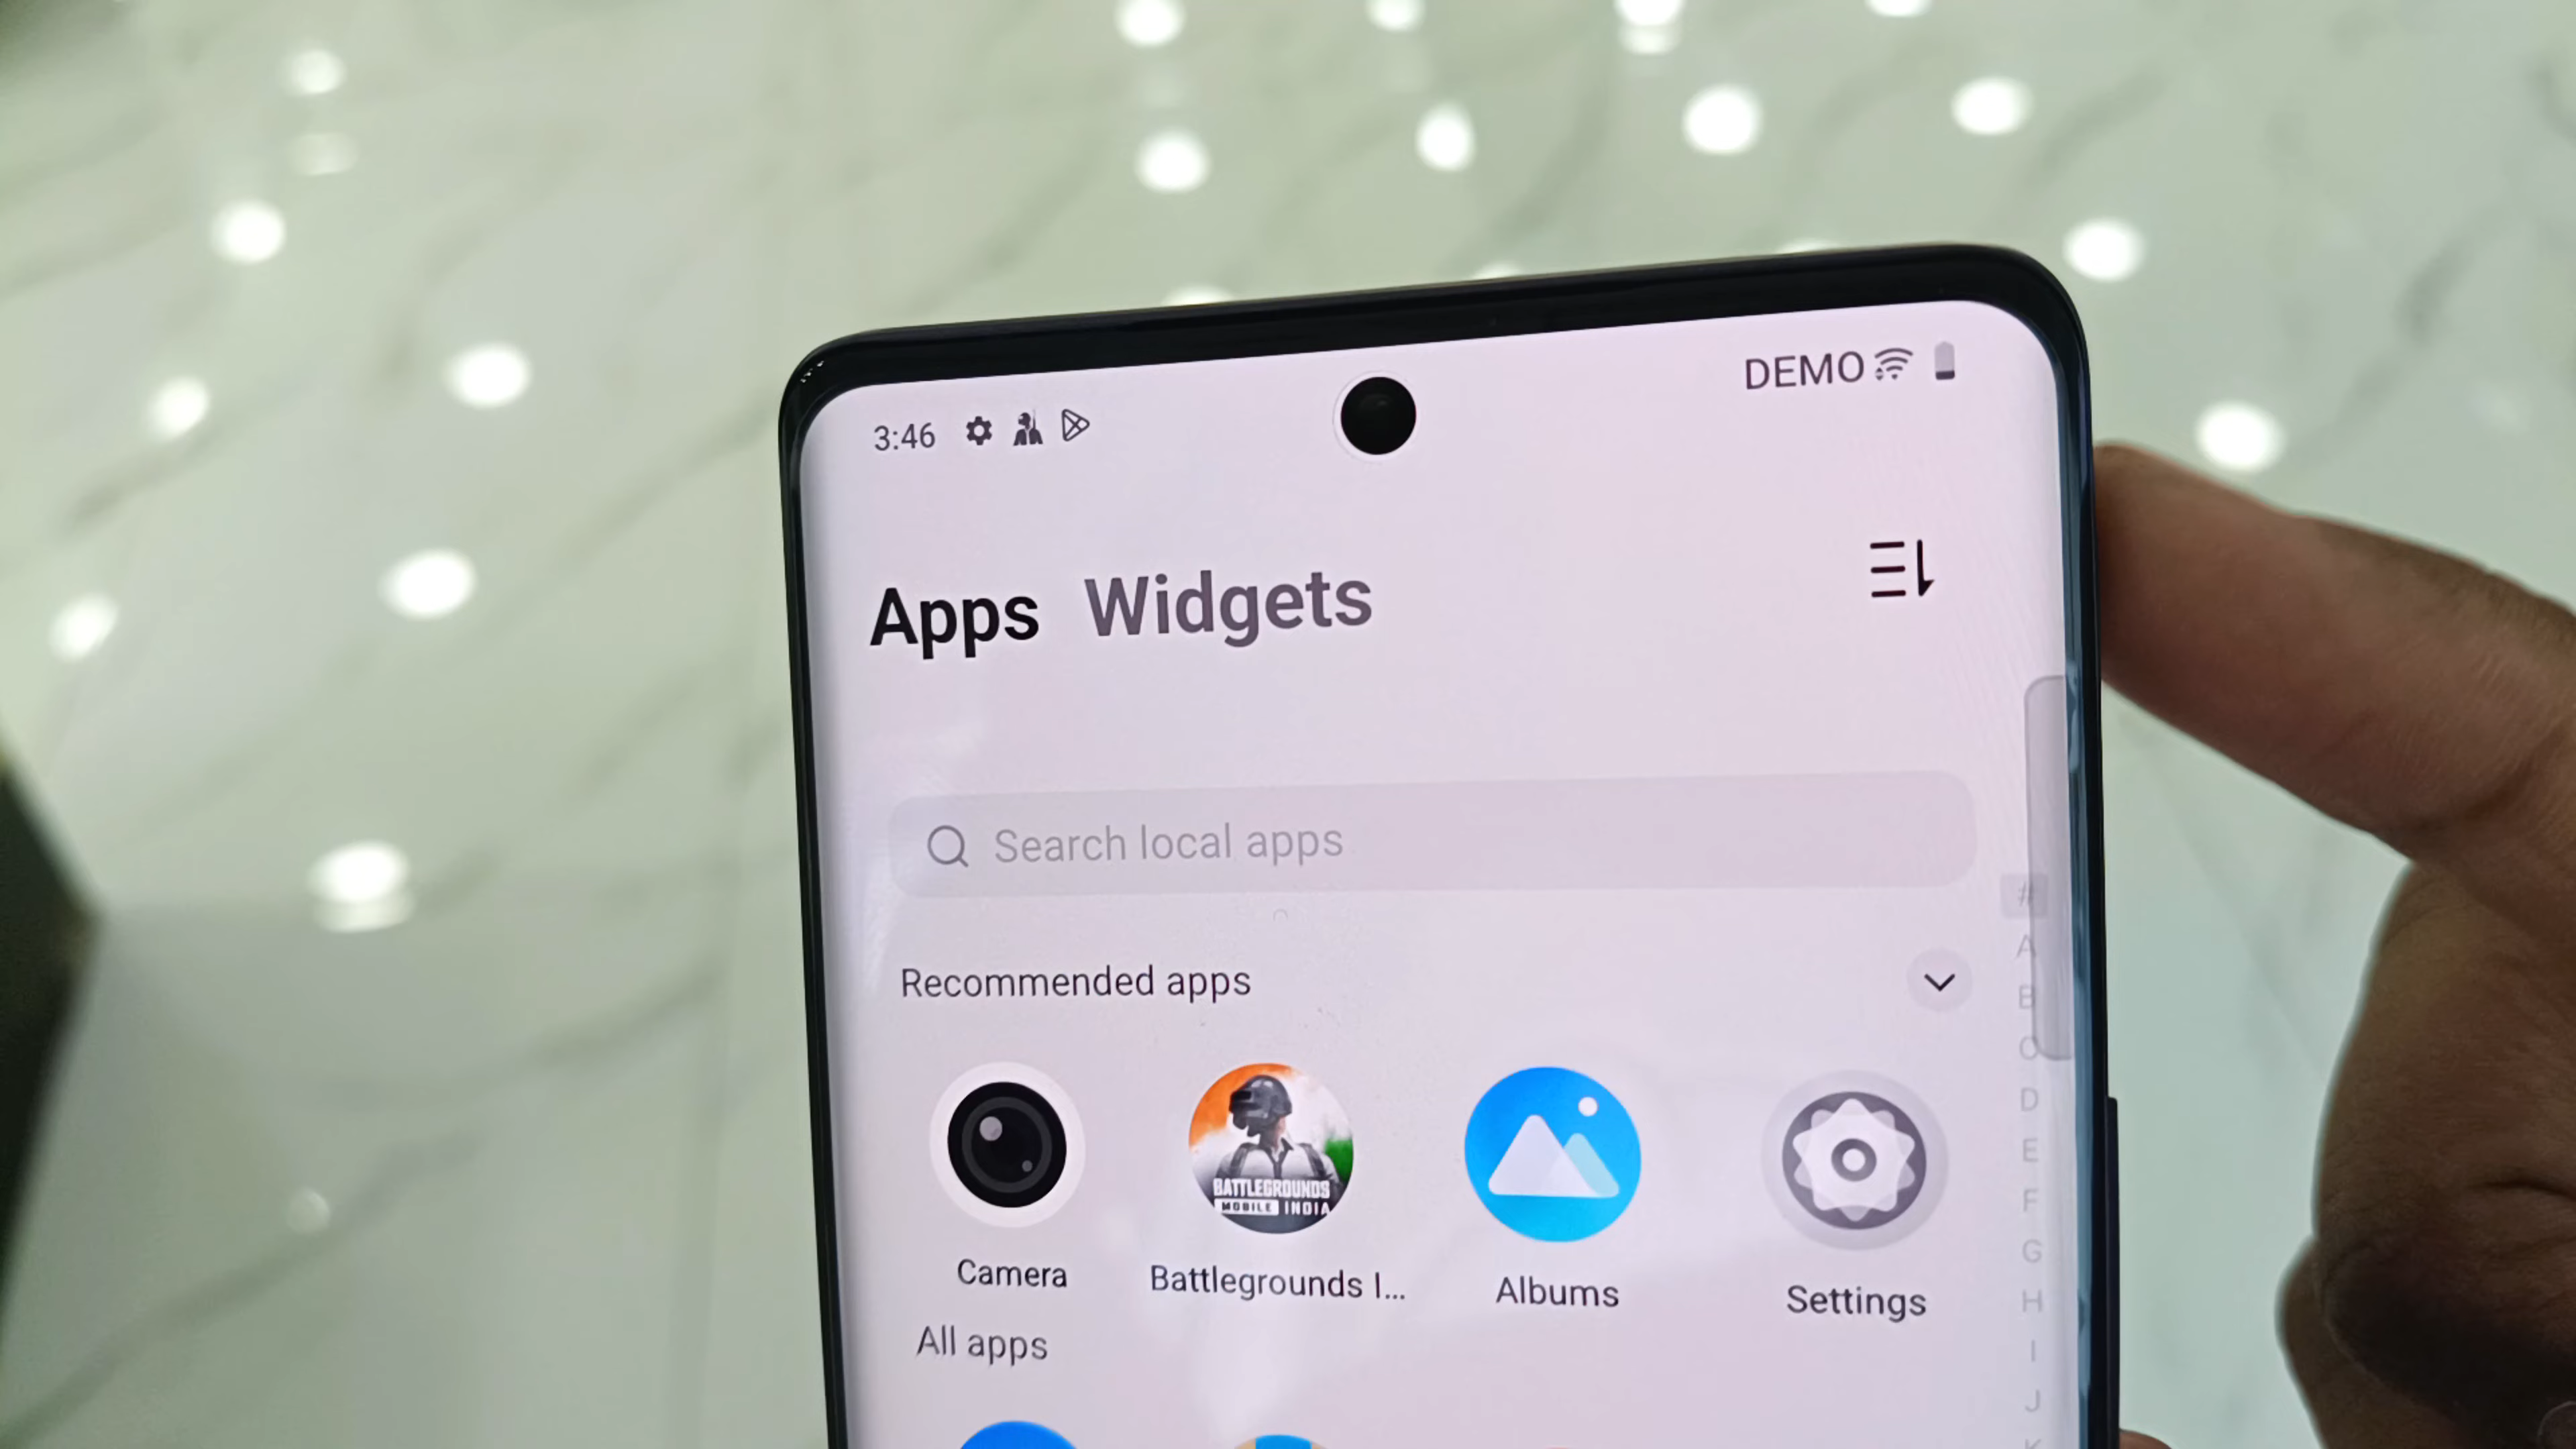 3:46 DEMO
Apps Widgets
Search local apps
Recommended apps
BATTLEGROUNDS
MOBILE INDIA
Camera Battlegrounds I... Albums Settings
All apps
#
A
B
C
D
E
F
G
H
I
J
K